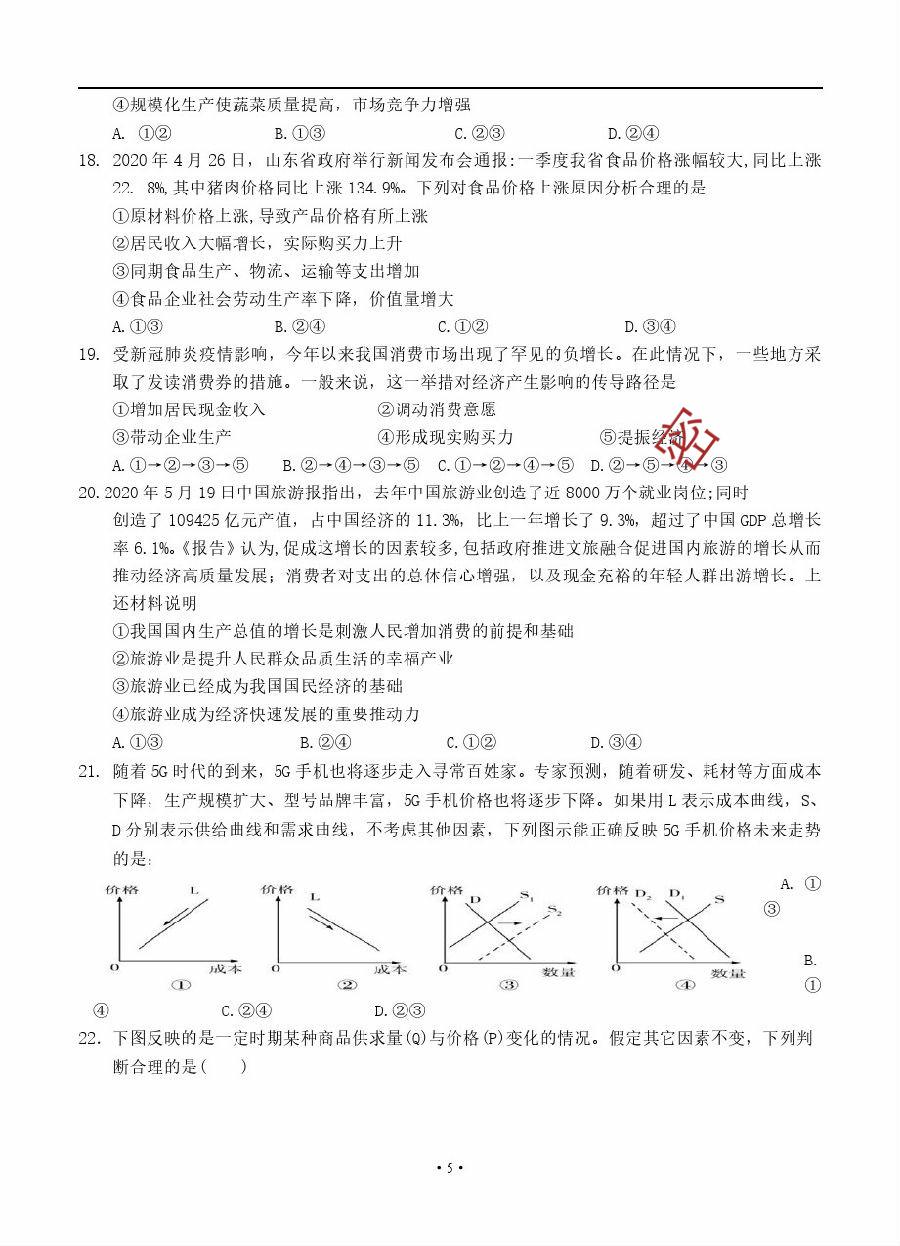 ④规模化生产使蔬菜质量提高，市场竞争力增强
A. ①② B.①③ C.②③ D.②④
18. 2020年4月26日，山东省政府举行新闻发布会通报:一季度我省食品价格涨幅较大,同比上涨
22. 8%,其中猪肉价格同比上涨134.9%。下列对食品价格上涨原因分析合理的是
①原材料价格上涨,导致产品价格有所上涨
②居民收入大幅增长，实际购买力上升
③同期食品生产、物流、运输等支出增加
④食品企业社会劳动生产率下降，价值量增大
A.①③ B.②④ C.①② D.③④
19. 受新冠肺炎疫情影响，今年以来我国消费市场出现了罕见的负增长。在此情况下，一些地方采
取了发读消费券的措施。一般来说，这一举措对经济产生影响的传导路径是
①增加居民现金收入 ②调动消费意愿
③带动企业生产 ④形成现实购买力 ⑤提振经济
A.①→②→③→⑤ B.②→④→③→⑤ C.①→②→④→⑤ D.②→⑤→④→③
20.2020年5月19日中国旅游报指出，去年中国旅游业创造了近8000万个就业岗位;同时
创造了109425亿元产值，占中国经济的11.3%，比上一年增长了9.3%，超过了中国GDP总增长
率6.1%。《报告》认为,促成这增长的因素较多,包括政府推进文旅融合促进国内旅游的增长从而
推动经济高质量发展；消费者对支出的总休信心增强，以及现金充裕的年轻人群出游增长。上
还材料说明
①我国国内生产总值的增长是刺激人民增加消费的前提和基础
②旅游业是提升人民群众品质生活的幸福产业
③旅游业已经成为我国国民经济的基础
④旅游业成为经济快速发展的重要推动力
A.①③ B.②④ C.①② D.③④
21. 随着5G时代的到来，5G手机也将逐步走入寻常百姓家。专家预测，随着研发、耗材等方面成本
下降，生产规模扩大、型号品牌丰富，5G手机价格也将逐步下降。如果用L表示成本曲线，S、
D分别表示供给曲线和需求由线，不考虑其他因素，下列图示能正确反映5G手机价格未来走势
的是：
A. ①
③
价格 L O 成本 ①
价格 L O 成本 ②
价格 D S1 S2 O 数量 ③
价格 D2 D1 S O 数量 ④
B.
①
④ C.②④ D.②③
22. 下图反映的是一定时期某种商品供求量(Q)与价格(P)变化的情况。假定其它因素不变，下列判
断合理的是( )
·5·